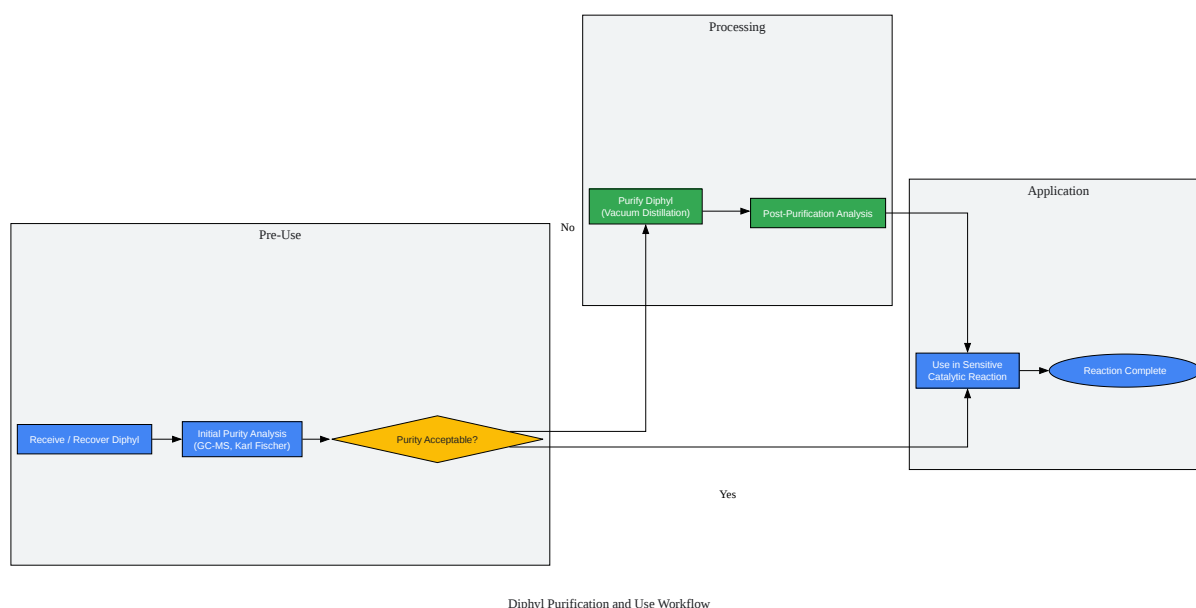 Processing
Purify Diphyl
(Vacuum Distillation)
Post-Purification Analysis
Application
No
Pre-Use
Use in Sensitive
Catalytic Reaction
Reaction Complete
Receive / Recover Diphyl
Initial Purity Analysis
(GC-MS, Karl Fischer)
Purity Acceptable?
Yes
Diphyl Purification and Use Workflow